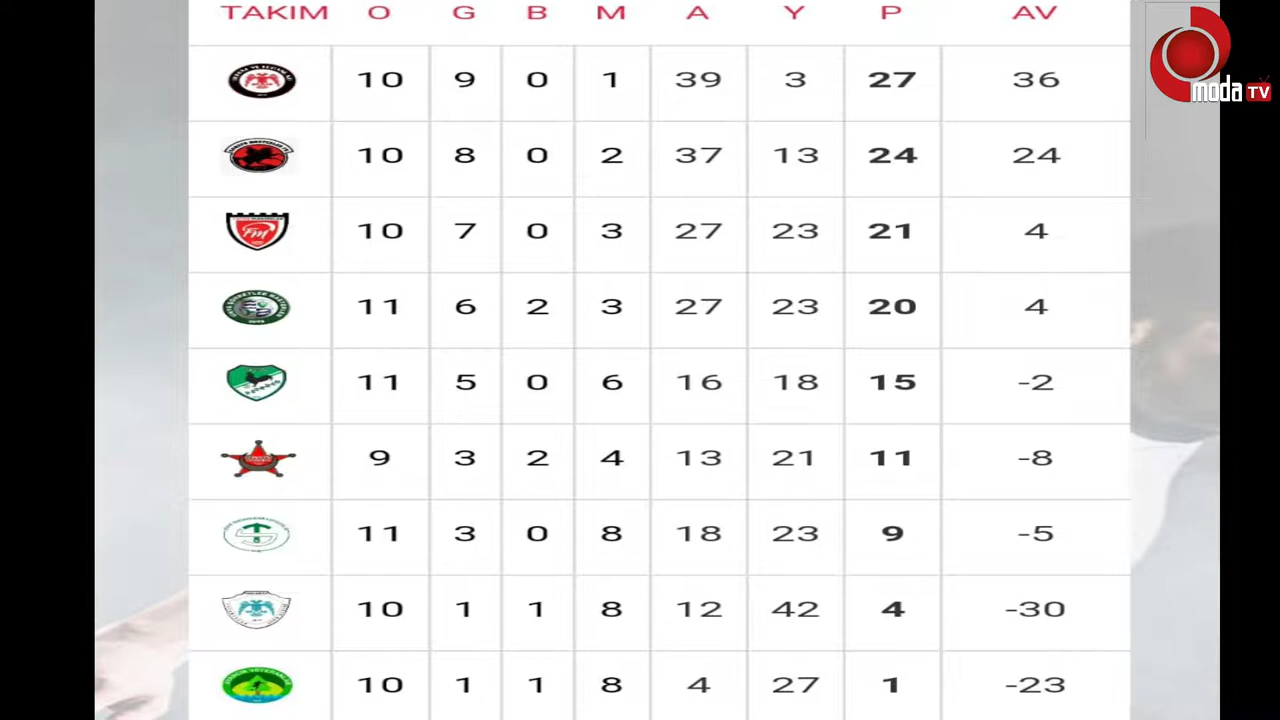 TAKIM O G B M A Y P AV
10 9 0 1 39 3 27 36
10 8 0 2 37 13 24 24
10 7 0 3 27 23 21 4
11 6 2 3 27 23 20 4
11 5 0 6 16 18 15 -2
9 3 2 4 13 21 11 -8
11 3 0 8 18 23 9 -5
10 1 1 8 12 42 4 -30
10 1 1 8 4 27 1 -23
moda TV